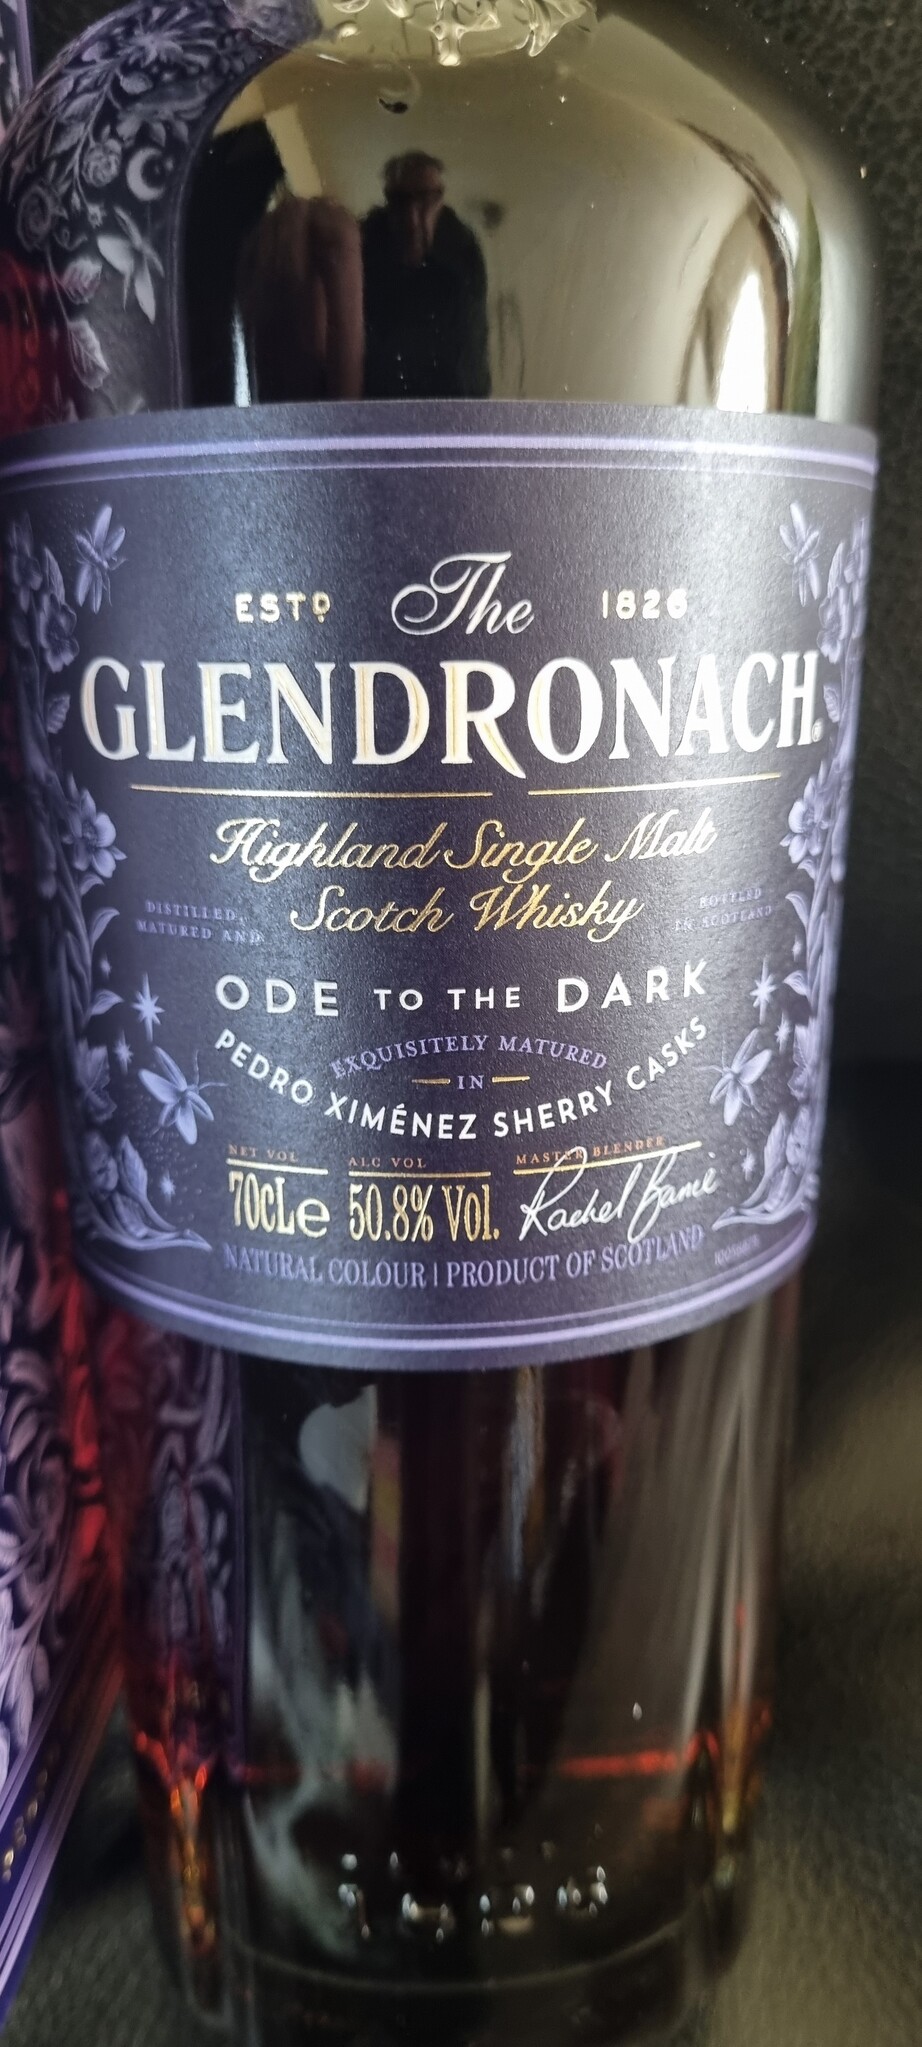 ESTD The 1826
GLENDRONACH
Highland Single Malt
Scotch Whisky
DISTILLED,
MATURED AND
BOTTLED
IN SCOTLAND
ODE TO THE DARK
EXQUISITELY MATURED
IN
PEDRO XIMÉNEZ SHERRY CASKS
NET VOL ALC VOL MASTER BLENDER
70cLe 50.8% Vol. Rachel Barrie
NATURAL COLOUR | PRODUCT OF SCOTLAND
1826